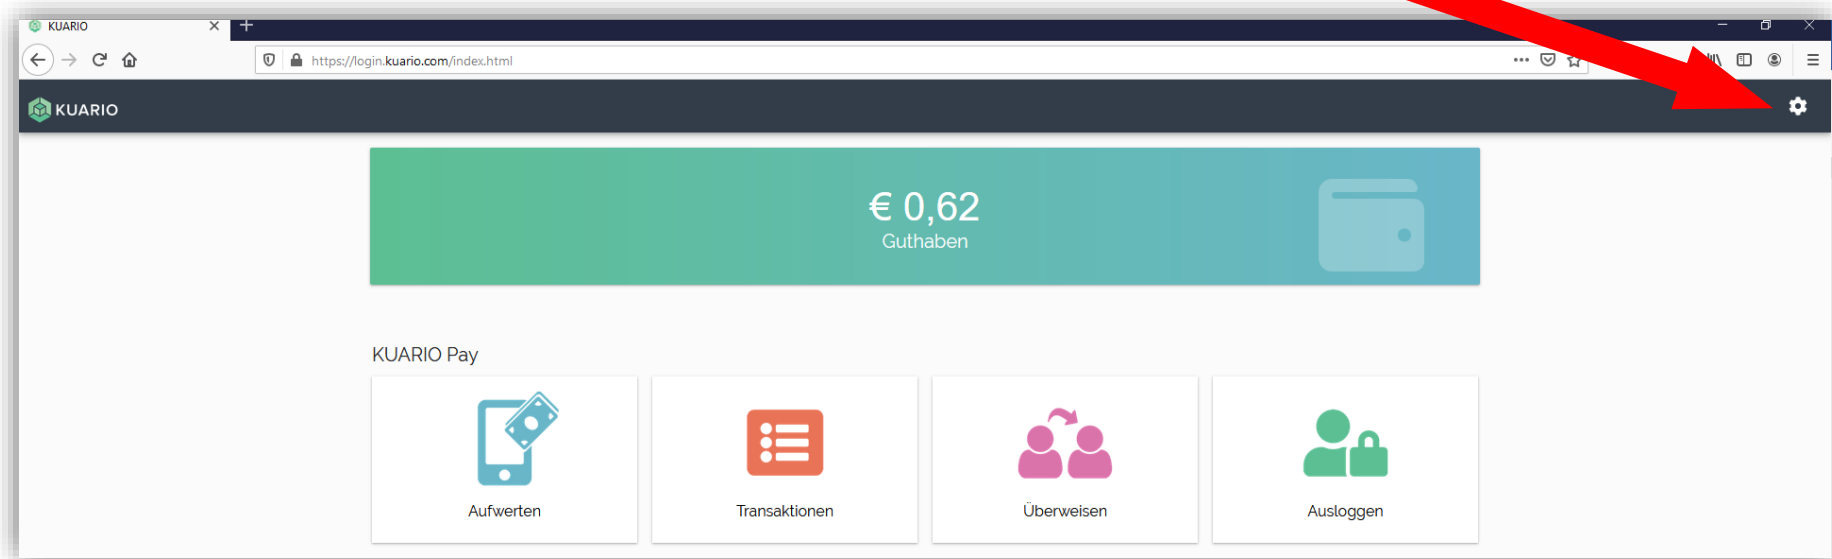 KUARIO
https://login.kuario.com/index.html
KUARIO
€ 0,62
Guthaben
KUARIO Pay
Aufwerten
Transaktionen
Überweisen
Ausloggen